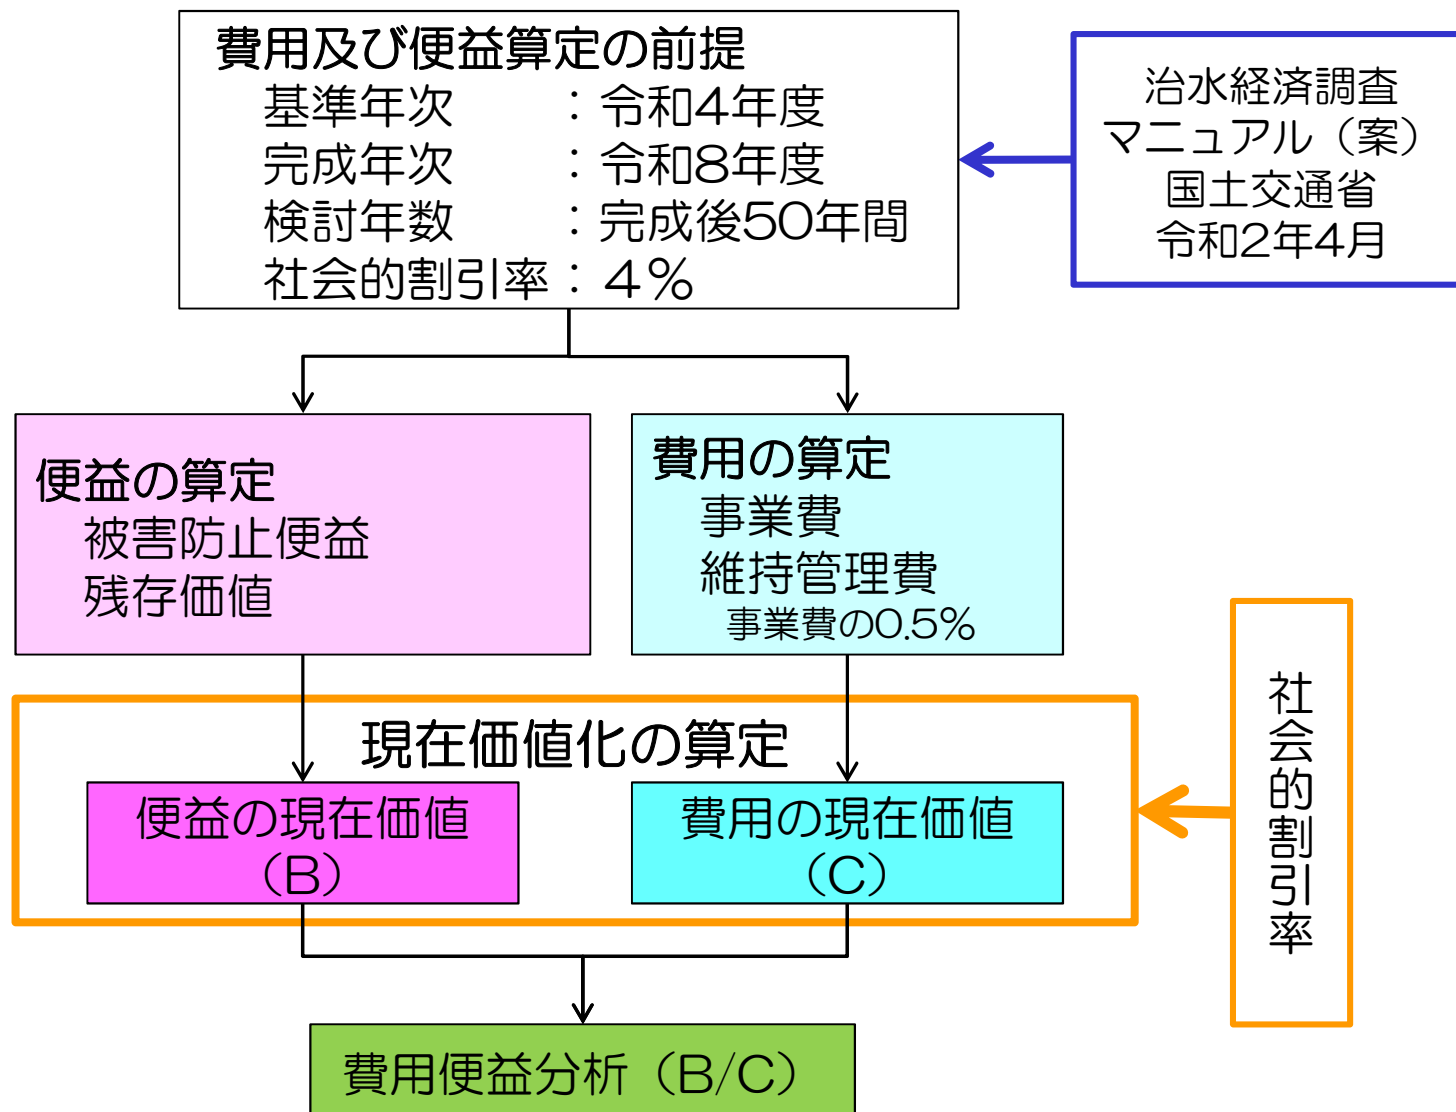 費用及び便益算定の前提
基準年次　　：令和4年度
完成年次　　：令和8年度
検討年数　　：完成後50年間
社会的割引率：4%
治水経済調査
マニュアル（案）
国土交通省
令和2年4月
便益の算定
被害防止便益
残存価値
費用の算定
事業費
維持管理費
事業費の0.5%
現在価値化の算定
便益の現在価値
（B）
費用の現在価値
（C）
社会的割引率
費用便益分析（B/C）